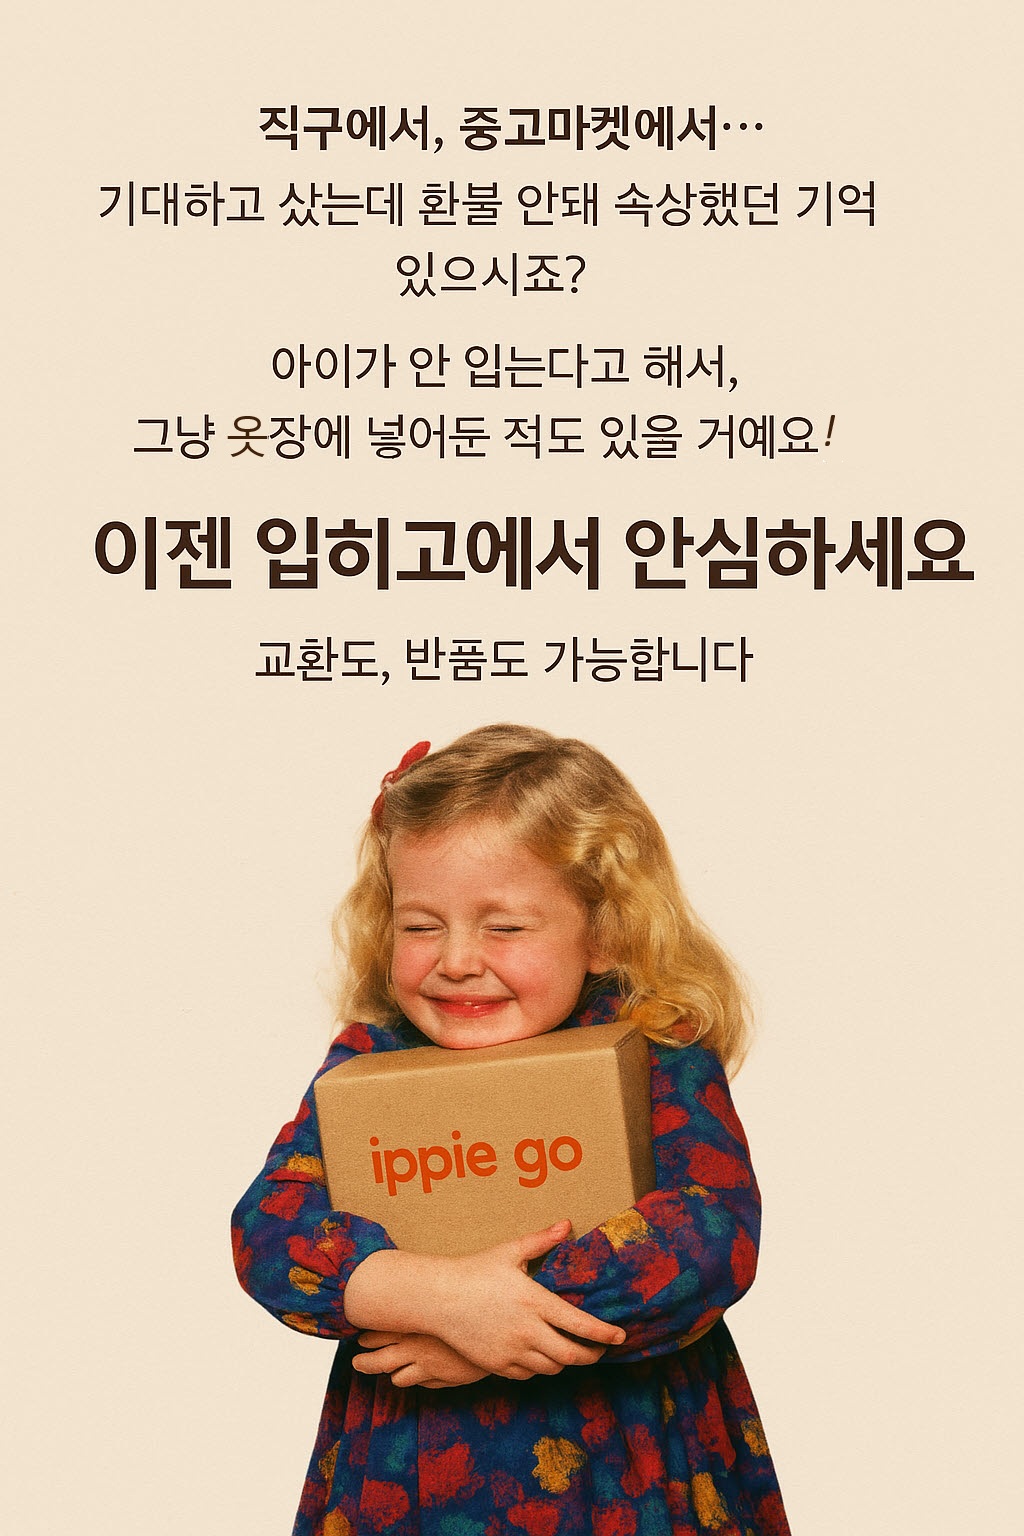 직구에서, 중고마켓에서…
기대하고 샀는데 환불 안돼 속상했던 기억
있으시죠?
아이가 안 입는다고 해서,
그냥 옷장에 넣어둔 적도 있을 거예요!
이젠 입히고에서 안심하세요
교환도, 반품도 가능합니다
ippie go